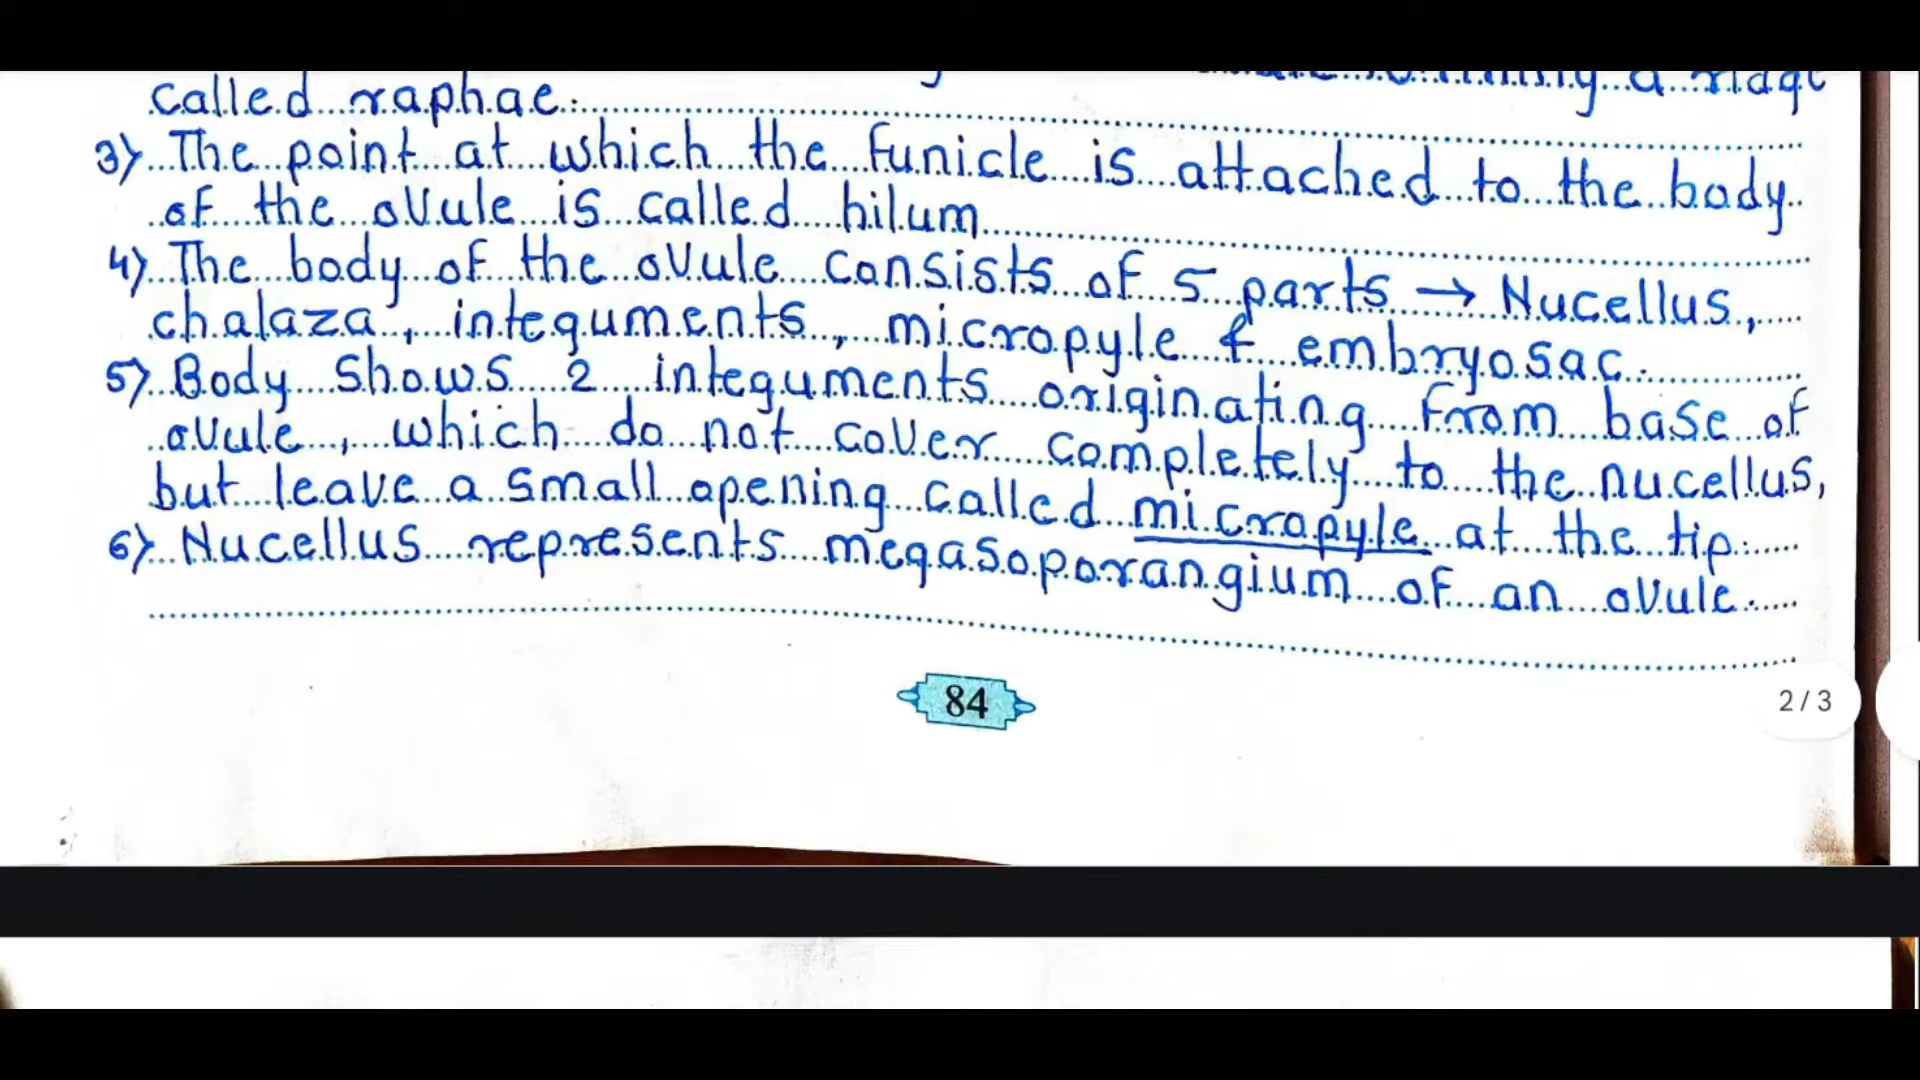 called raphae.
3) The point at which the funicle is attached to the body
of the ovule is called hilum
4) The body of the ovule consists of 5 parts → Nucellus,
chalaza, integuments, micropyle & embryosac.
5) Body shows 2 integuments originating from base of
ovule, which do not cover completely to the nucellus,
but leave a small opening called micropyle at the tip.
6) Nucellus represents megasoporangium of an ovule.
84
2/3